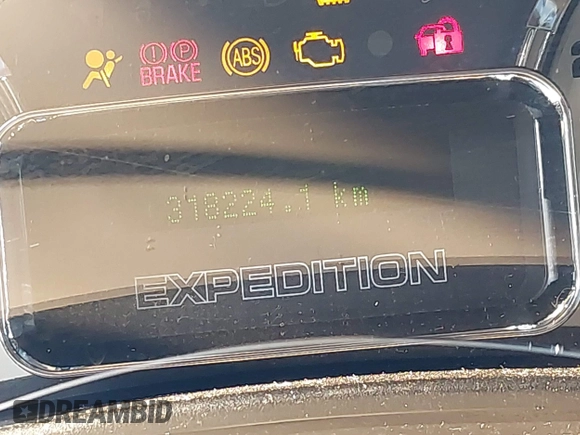 (!) (P) (ABS)
BRAKE
318224.1 km
EXPEDITION
DREAMBID